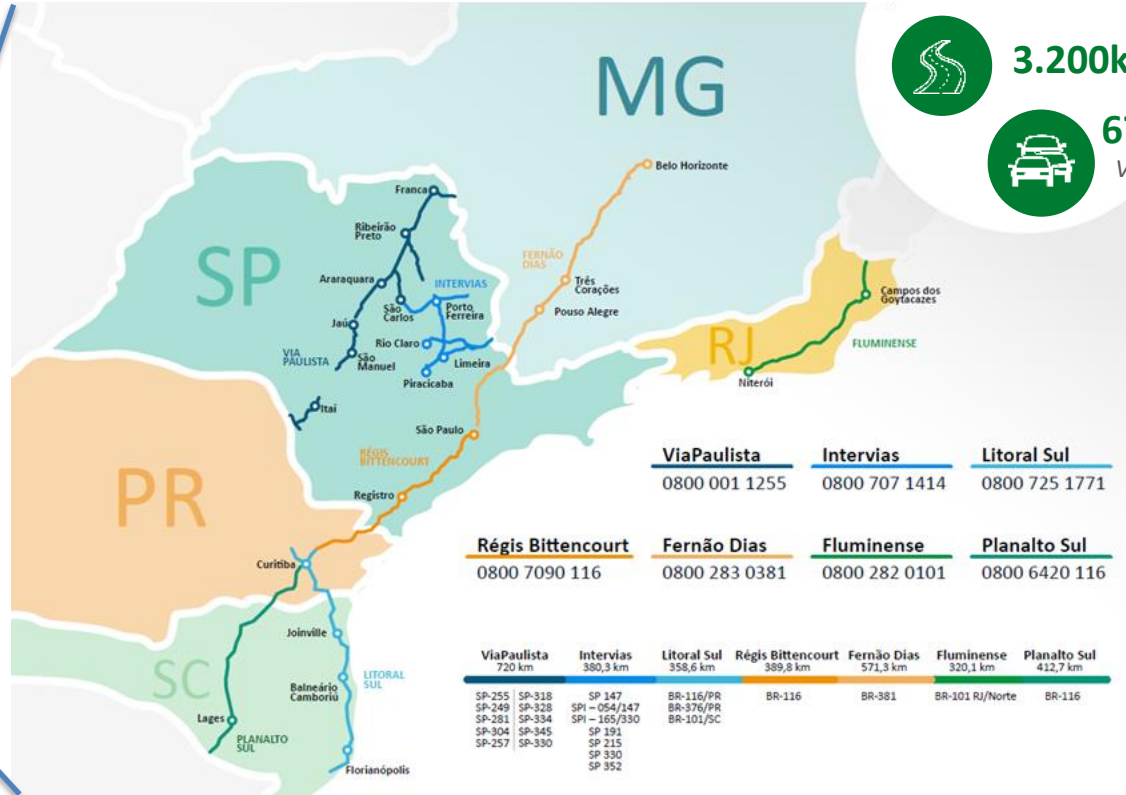 3.200k
67
MG
Belo Horizonte
Franca
Ribeirão
Preto
SP
FERNÃO
DIAS
Araraquara
INTERVIAS
Três
Corações
Campos dos
Goytacazes
São
Carlos
Porto
Ferreira
Pouso Alegre
Jaú
RJ
Rio Claro
FLUMINENSE
VIA
PAULISTA
São
Manuel
Limeira
Piracicaba
Niterói
Itaí
São Paulo
RÉGIS
BITTENCOURT
PR
Registro
Curitiba
Joinville
SC
LITORAL
SUL
Balneário
Camboriú
Lages
PLANALTO
SUL
Florianópolis
ViaPaulista
0800 001 1255
Intervias
0800 707 1414
Litoral Sul
0800 725 1771
Régis Bittencourt
0800 7090 116
Fernão Dias
0800 283 0381
Fluminense
0800 282 0101
Planalto Sul
0800 6420 116
ViaPaulista
720 km
SP-255 SP-318
SP-249 SP-328
SP-281 SP-334
SP-304 SP-345
SP-257 SP-330
Intervias
380,3 km
SP 147
SPI – 054/147
SPI – 165/330
SP 191
SP 215
SP 330
SP 352
Litoral Sul
358,6 km
BR-116/PR
BR-376/PR
BR-101/SC
Régis Bittencourt
389,8 km
BR-116
Fernão Dias
571,3 km
BR-381
Fluminense
320,1 km
BR-101 RJ/Norte
Planalto Sul
412,7 km
BR-116